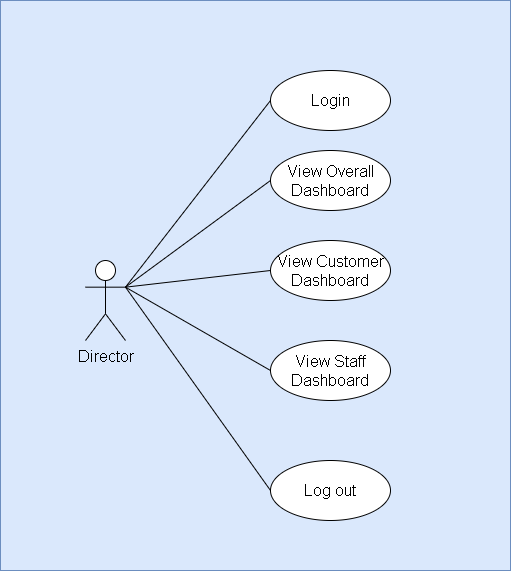 Login
View Overall
Dashboard
View Customer
Dashboard
Director
View Staff
Dashboard
Log out